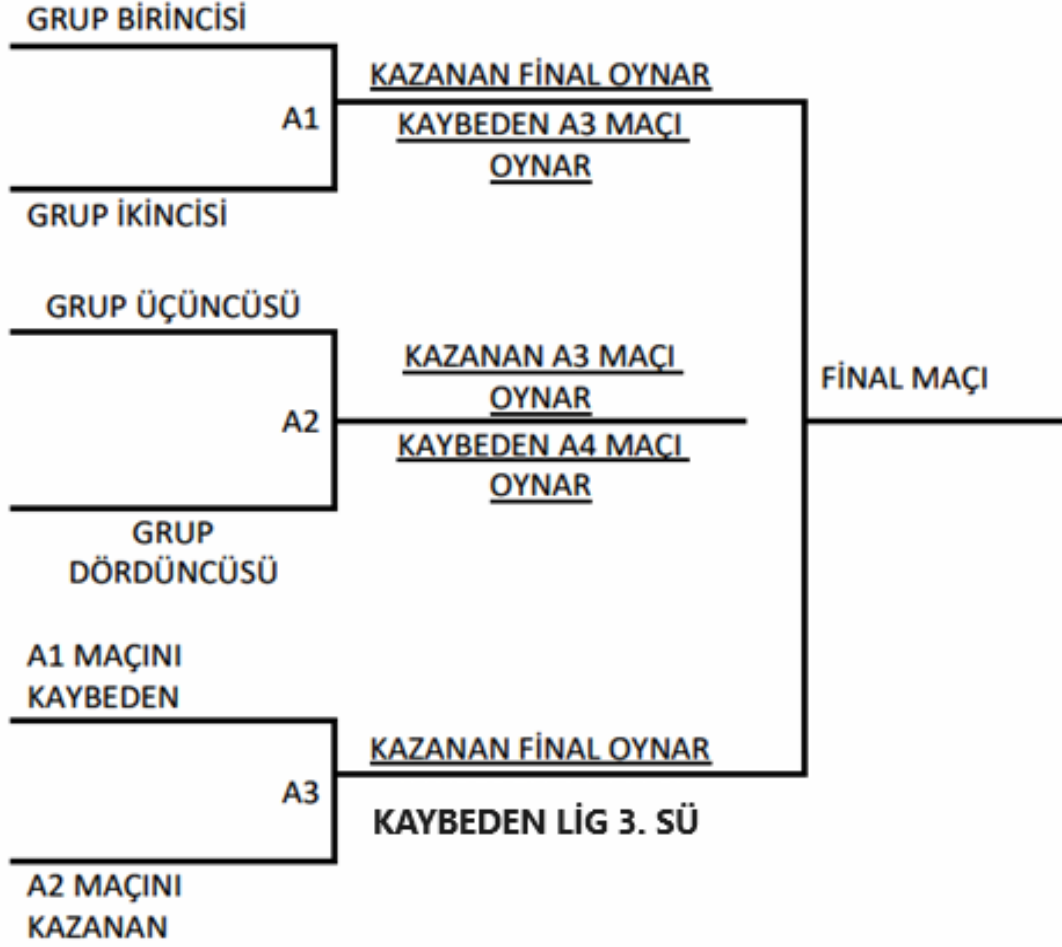 GRUP BİRİNCİSİ
A1
KAZANAN FİNAL OYNAR
KAYBEDEN A3 MAÇI
OYNAR
GRUP İKİNCİSİ
GRUP ÜÇÜNCÜSÜ
A2
KAZANAN A3 MAÇI
OYNAR
KAYBEDEN A4 MAÇI
OYNAR
FİNAL MAÇI
GRUP
DÖRDÜNCÜSÜ
A1 MAÇINI
KAYBEDEN
A3
KAZANAN FİNAL OYNAR
KAYBEDEN LİG 3. SÜ
A2 MAÇINI
KAZANAN